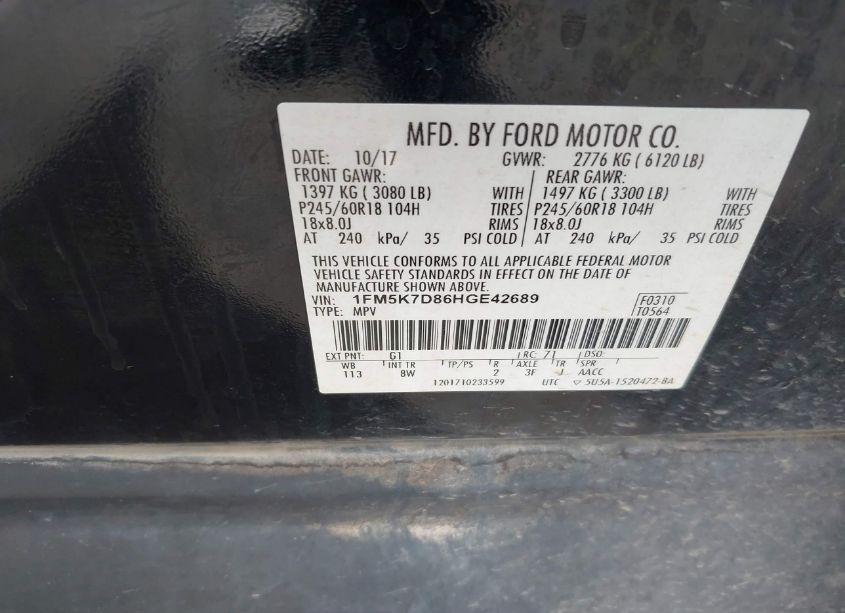 MFD. BY FORD MOTOR CO.
DATE: 10/17 GVWR: 2776 KG ( 6120 LB)
FRONT GAWR: REAR GAWR:
1397 KG ( 3080 LB) WITH 1497 KG ( 3300 LB) WITH
P245/60R18 104H TIRES P245/60R18 104H TIRES
18x8.0J RIMS 18x8.0J RIMS
AT 240 kPa/ 35 PSI COLD AT 240 kPa/ 35 PSI COLD
THIS VEHICLE CONFORMS TO ALL APPLICABLE FEDERAL MOTOR
VEHICLE SAFETY STANDARDS IN EFFECT ON THE DATE OF
MANUFACTURE SHOWN ABOVE.
VIN: 1FM5K7D86HGE42689 F0310
TYPE: MPV T0564
EXT PNT: G1 RC: 71 DSO:
WB INT TR TP/PS R AXLE TR SPR
113 8W 2 3F J AACC
1201710233599 UTC ▽ 5U5A-1520472-BA